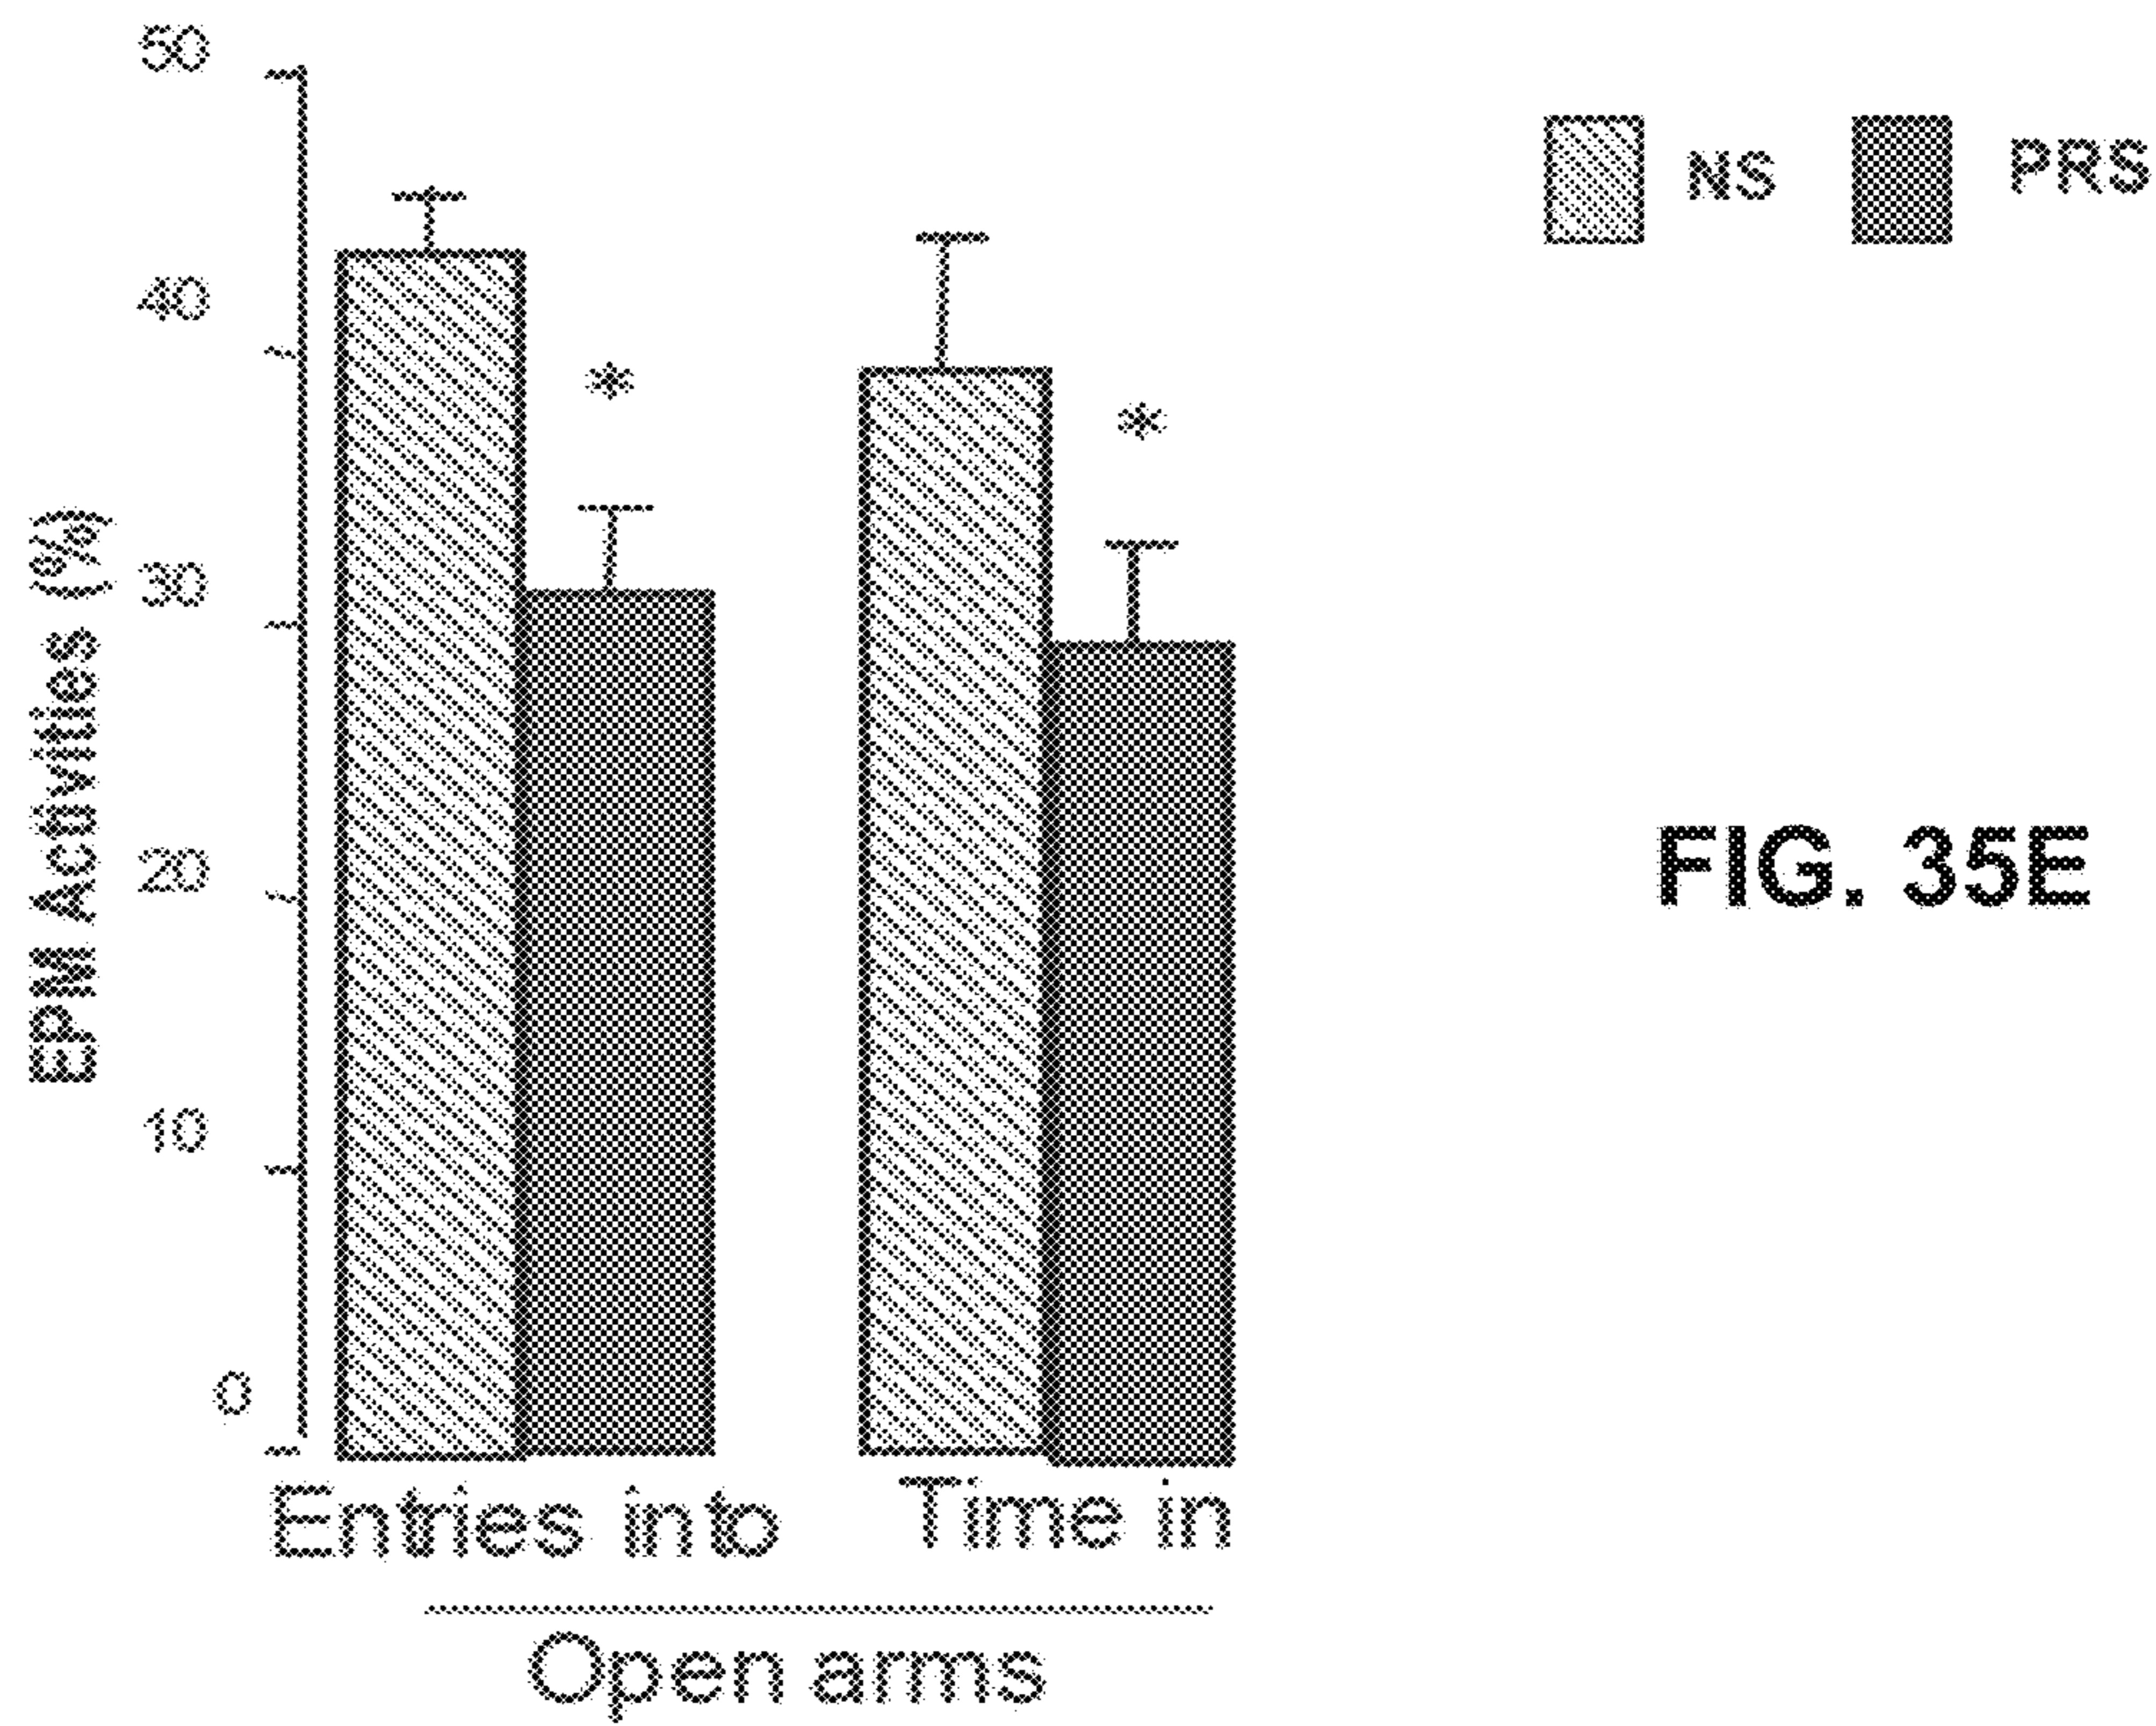 50
40
30
20
10
0
EPM Activities (%)
NS
PRS
*
*
FIG. 35E
Entries into
Time in
Open arms